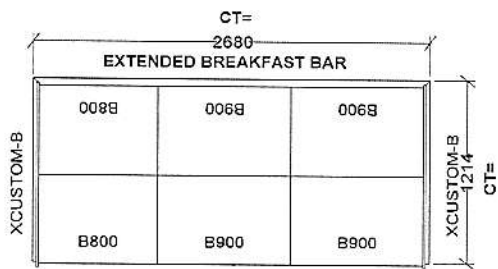 CT=
2680
EXTENDED BREAKFAST BAR
B800 B900 B900
XCUSTOM-B
XCUSTOM-B
1214
CT=
B800 B900 B900